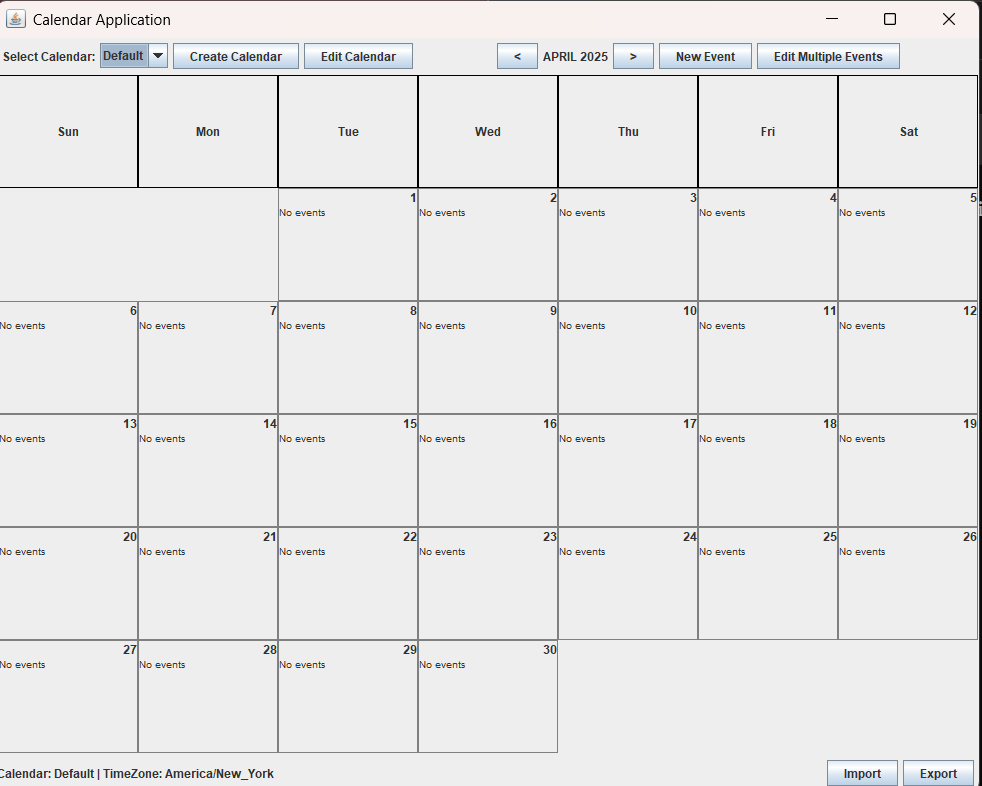 Calendar Application
Select Calendar: Default Create Calendar Edit Calendar < APRIL 2025 > New Event Edit Multiple Events
Sun Mon Tue Wed Thu Fri Sat
1 2 3 4 5
No events No events No events No events No events
6 7 8 9 10 11 12
No events No events No events No events No events No events No events
13 14 15 16 17 18 19
No events No events No events No events No events No events No events
20 21 22 23 24 25 26
No events No events No events No events No events No events No events
27 28 29 30
No events No events No events No events
Calendar: Default | TimeZone: America/New_York Import Export